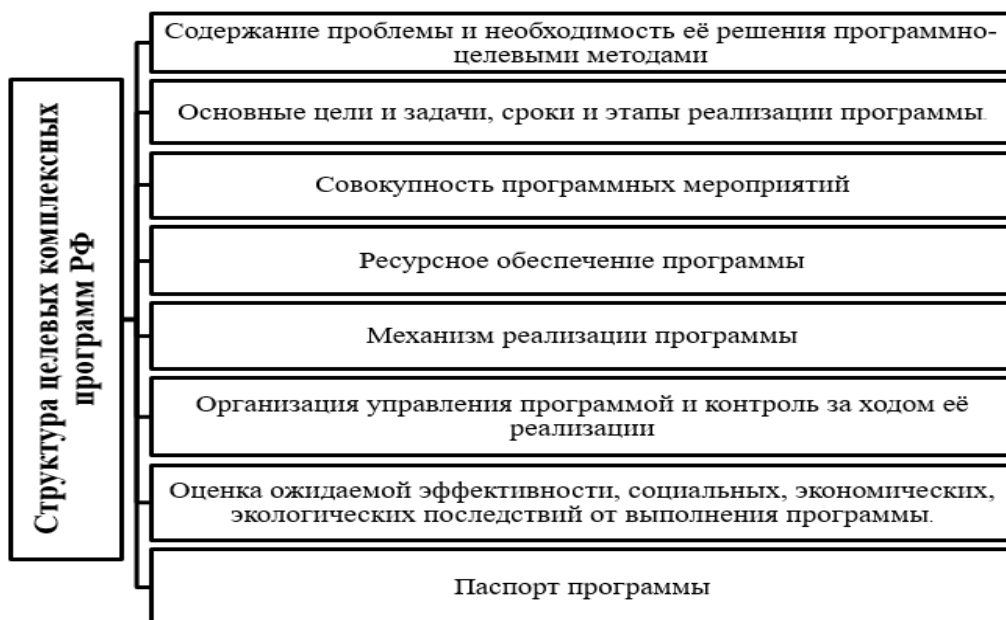 Структура целевых комплексных
программ РФ
Содержание проблемы и необходимость её решения программно-
целевыми методами
Основные цели и задачи, сроки и этапы реализации программы.
Совокупность программных мероприятий
Ресурсное обеспечение программы
Механизм реализации программы
Организация управления программой и контроль за ходом её
реализации
Оценка ожидаемой эффективности, социальных, экономических,
экологических последствий от выполнения программы.
Паспорт программы